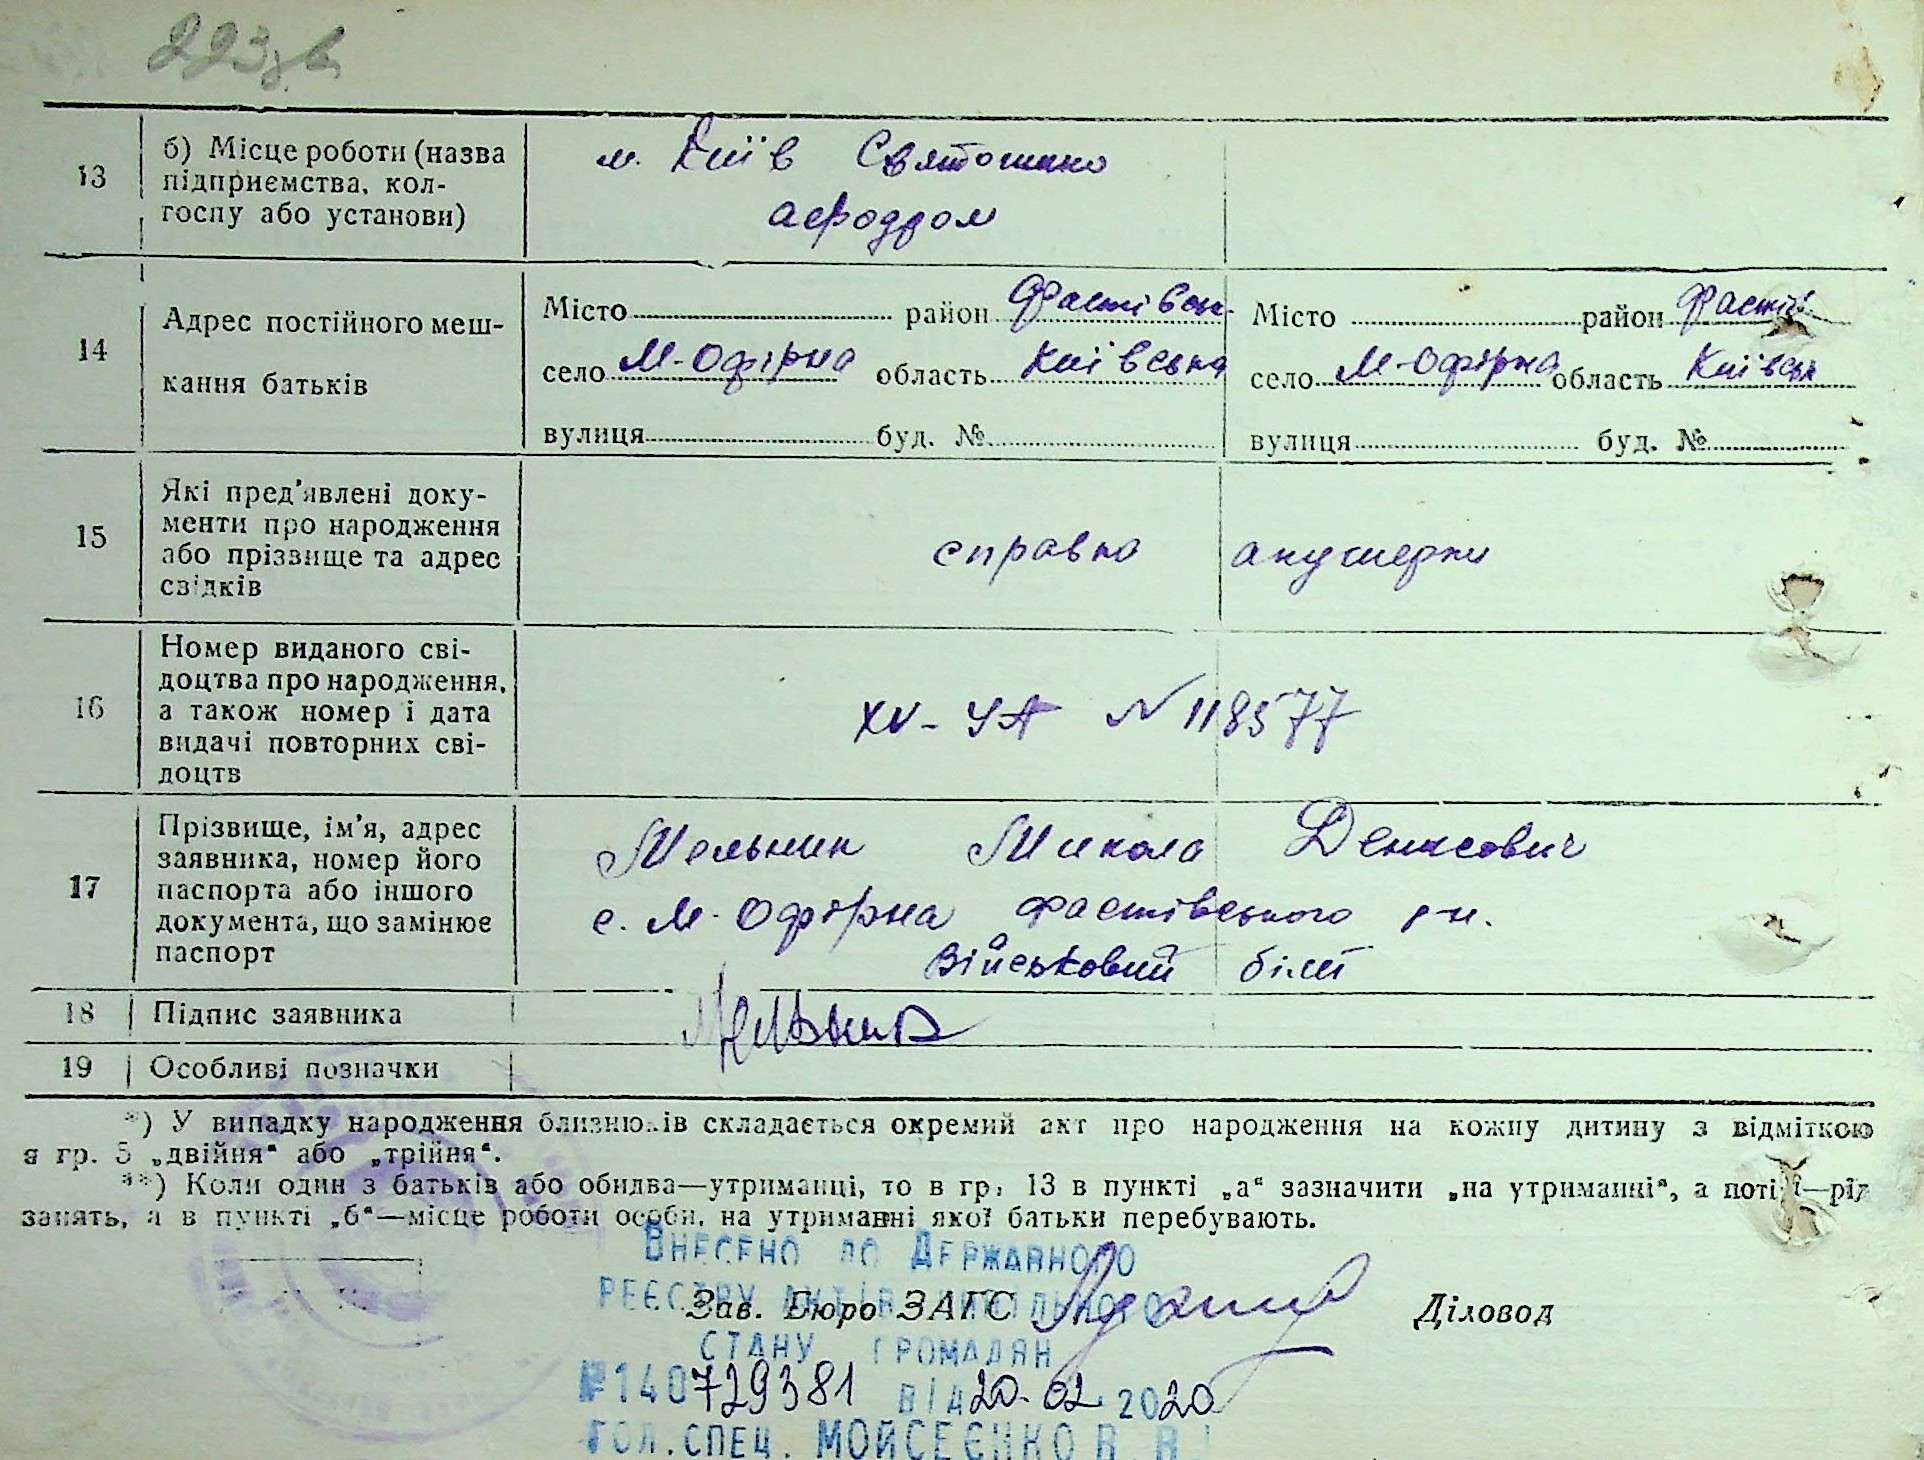 223зв
13 б) Місце роботи (назва підприємства, колгоспу або установи) м. Київ Святошино
аеродром
14 Адрес постійного мешкання батьків
Місто район Фастівськ. Місто район Фастів.
село М-Офірна область Київська село М-Офірна область Київськ
вулиця буд. № вулиця буд. №
15 Які пред'явлені документи про народження або прізвище та адрес свідків справка акушерки
16 Номер виданого свідоцтва про народження, а також номер і дата видачі повторних свідоцтв XV-УА № 118577
17 Прізвище, ім'я, адрес заявника, номер його паспорта або іншого документа, що замінює паспорт Мельник Микола Денисович
с. М-Офірна Фастівського р-н.
військовий білет
18 Підпис заявника Мельник
19 Особливі позначки
*) У випадку народження близнюків складається окремий акт про народження на кожну дитину з відміткою
в гр. 5 „двійня“ або „трійня“.
**) Коли один з батьків або обидва—утриманці, то в гр. 13 в пункті „а“ зазначити „на утриманні“, а потім—рід
занять, а в пункті „б“—місце роботи особи, на утриманні якої батьки перебувають.
Внесено до Державного
реєстру актів цивільного
Зав. Бюро ЗАГС Діловод
стану громадян
№140729381 від 20.02.2020
Гол.спец. Мойсеєнко В.В.